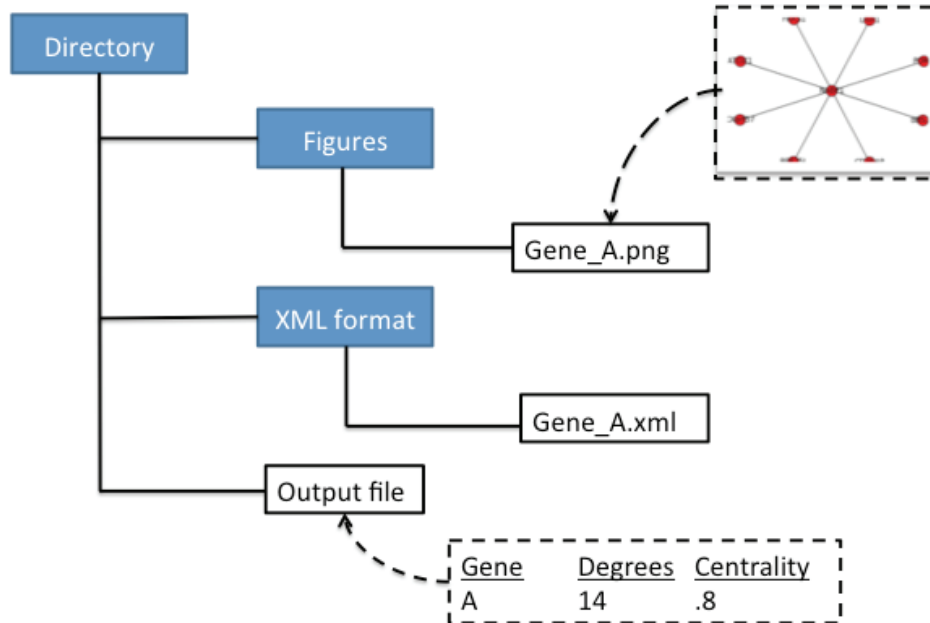 Directory
Figures
Gene_A.png
XML format
Gene_A.xml
Output file
Gene Degrees Centrality
A 14 .8